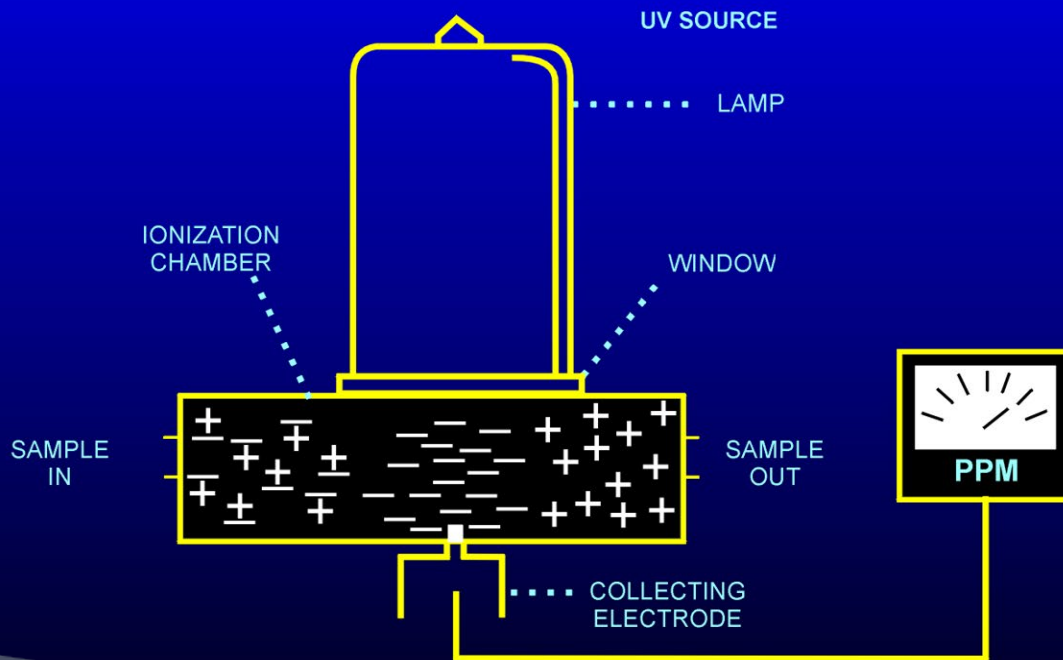 UV SOURCE
LAMP
IONIZATION
CHAMBER
WINDOW
SAMPLE
IN
SAMPLE
OUT
PPM
COLLECTING
ELECTRODE